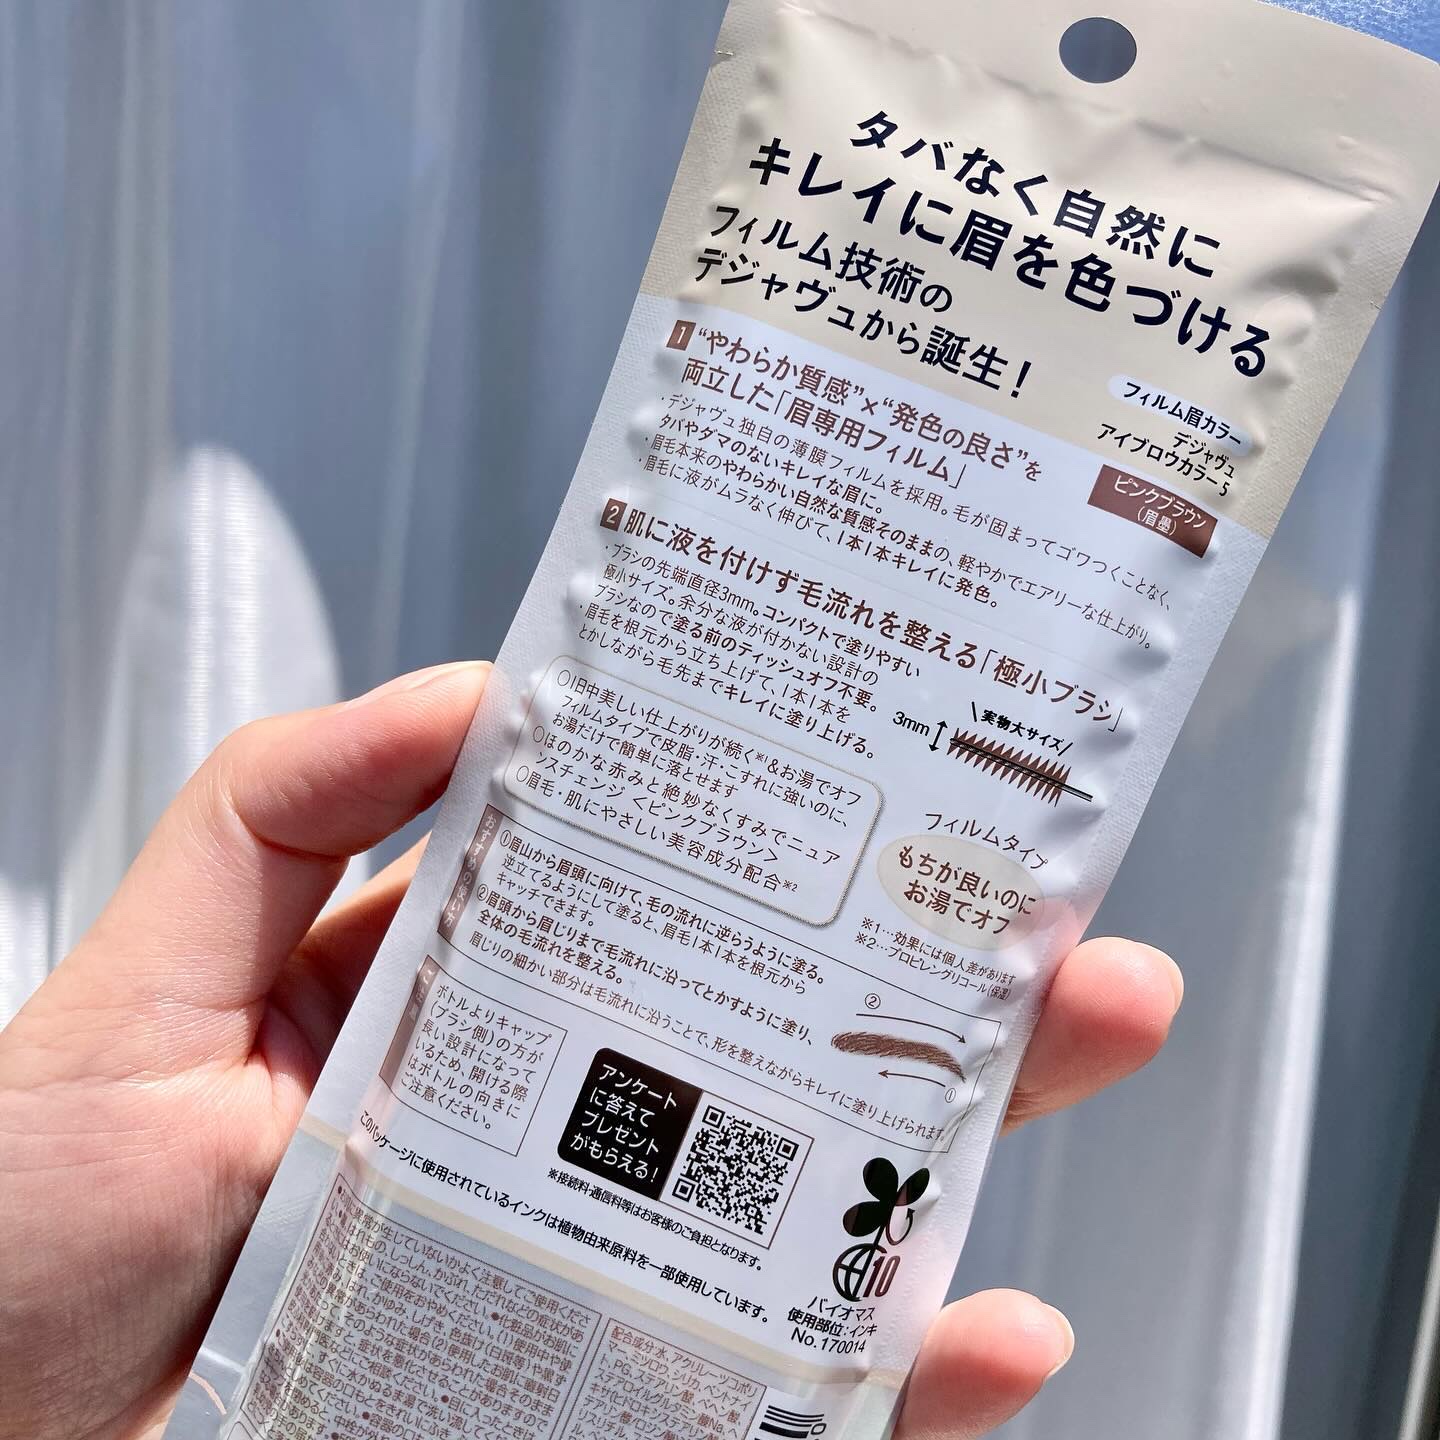 タバなく自然に
キレイに眉を色づける
フィルム技術の
デジャヴュから誕生！
フィルム眉カラー
デジャヴュ
アイブロウカラー 5
ピンクブラウン
(眉墨)
1 “やわらか質感”×“発色の良さ”を
両立した「眉専用フィルム」
・デジャヴュ独自の薄膜フィルムを採用。毛が固まってゴワつくことなく、
タバやダマのないキレイな眉に。
・眉毛本来のやわらかい自然な質感そのままの、軽やかでエアリーな仕上がり。
・眉毛に液がムラなく伸びて、1本1本キレイに発色。
2 肌に液を付けず毛流れを整える「極小ブラシ」
・ブラシの先端直径3mm。コンパクトで塗りやすい
極小サイズ。余分な液が付かない設計の
ブラシなので塗る前のティッシュオフ不要。
・眉毛を根元から立ち上げて、1本1本を
とかしながら毛先までキレイに塗り上げる。
\実物大サイズ/
3mm
○1日中美しい仕上がりが続く※1&お湯でオフ
フィルムタイプで皮脂・汗・こすれに強いのに、
お湯だけで簡単に落とせます
○ほのかな赤みと絶妙なくすみでニュア
ンスチェンジ <ピンクブラウン>
○眉毛・肌にやさしい美容成分配合※2
フィルムタイプ
もちが良いのに
お湯でオフ
※1…効果には個人差があります
※2…プロピレングリコール(保湿)
おすすめの使い方
①眉山から眉頭に向けて、毛の流れに逆らうように塗る。
逆立てるようにして塗ると、眉毛1本1本を根元から
キャッチできます。
②眉頭から眉じりまで毛流れに沿ってとかすように塗り、
全体の毛流れを整える。
眉じりの細かい部分は毛流れに沿うことで、形を整えながらキレイに塗り上げられます。
②
①
ボトルよりキャップ
(ブラシ側)の方が
長い設計になって
いるため、開ける際
はボトルの向きに
ご注意ください。
アンケート
に答えて
プレゼント
がもらえる！
※接続料・通信料等はお客様のご負担となります。
このパッケージに使用されているインクは植物由来原料を一部使用しています。
10
バイオマス
使用部位：インキ
No. 170014